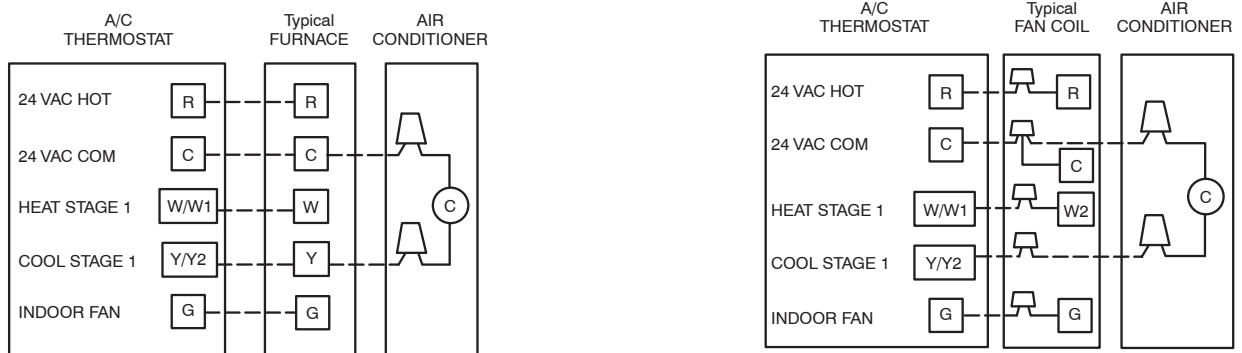 A/C
THERMOSTAT
Typical
FURNACE
AIR
CONDITIONER
24 VAC HOT
R
R
24 VAC COM
C
C
HEAT STAGE 1
W/W1
W
C
COOL STAGE 1
Y/Y2
Y
INDOOR FAN
G
G
A/C
THERMOSTAT
Typical
FAN COIL
AIR
CONDITIONER
24 VAC HOT
R
R
24 VAC COM
C
C
HEAT STAGE 1
W/W1
W2
C
COOL STAGE 1
Y/Y2
INDOOR FAN
G
G